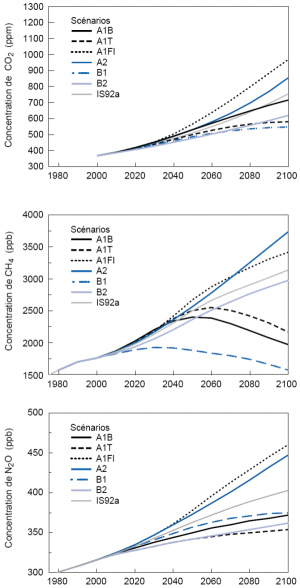 Concentration de CO₂ (ppm)
1300
1200
1100
1000
900
800
700
600
500
400
300
Scénarios
A1B
A1T
A1FI
A2
B1
B2
IS92a
1980 2000 2020 2040 2060 2080 2100
Concentration de CH₄ (ppb)
4000
3500
3000
2500
2000
1500
Scénarios
A1B
A1T
A1FI
A2
B1
B2
IS92a
1980 2000 2020 2040 2060 2080 2100
Concentration de N₂O (ppb)
500
450
400
350
300
Scénarios
A1B
A1T
A1FI
A2
B1
B2
IS92a
1980 2000 2020 2040 2060 2080 2100